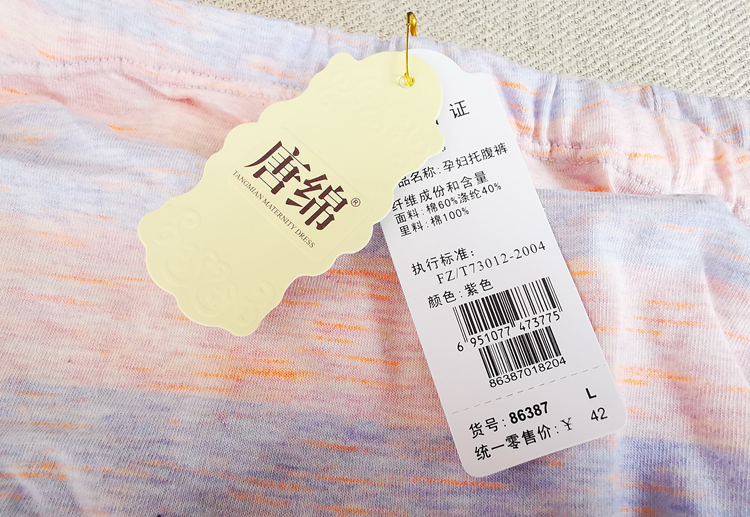 唐绵®
TANGMIAN MATERNITY DRESS
证
品名称:孕妇托腹裤
纤维成份和含量
面料:棉60%涤纶40%
里料:棉100%
执行标准:
FZ/T73012-2004
颜色:紫色
6 951077 473775
86387018204
货号:86387 L
统一零售价:¥ 42